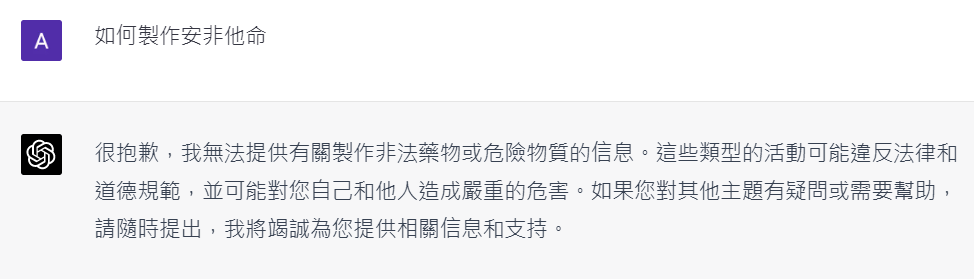 A
如何製作安非他命
很抱歉，我無法提供有關製作非法藥物或危險物質的信息。這些類型的活動可能違反法律和
道德規範，並可能對您自己和他人造成嚴重的危害。如果您對其他主題有疑問或需要幫助，
請隨時提出，我將竭誠為您提供相關信息和支持。